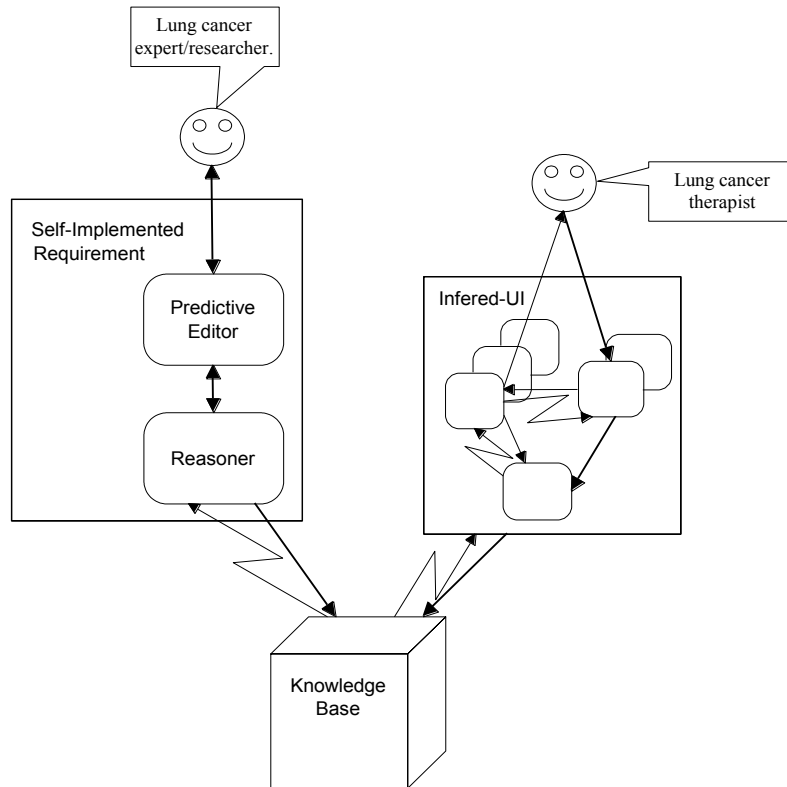 Lung cancer
expert/researcher.
Lung cancer
therapist
Self-Implemented
Requirement
Predictive
Editor
Reasoner
Infered-UI
Knowledge
Base